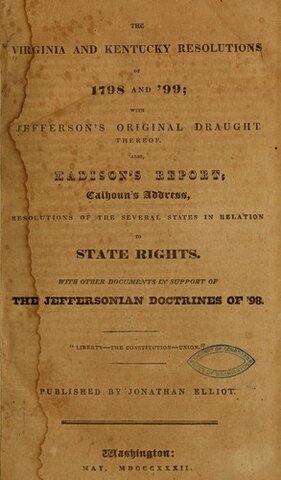 THE
VIRGINIA AND KENTUCKY RESOLUTIONS
OF
1798 AND '99;
WITH
JEFFERSON'S ORIGINAL DRAUGHT
THEREOF.
ALSO,
MADISON'S REPORT,
Calhoun's Address,
RESOLUTIONS OF THE SEVERAL STATES IN RELATION
TO
STATE RIGHTS.
WITH OTHER DOCUMENTS IN SUPPORT OF
THE JEFFERSONIAN DOCTRINES OF '98.
"LIBERTY—THE CONSTITUTION—UNION."
PUBLISHED BY JONATHAN ELLIOT.
Washington:
MAY, MDCCCXXXII.